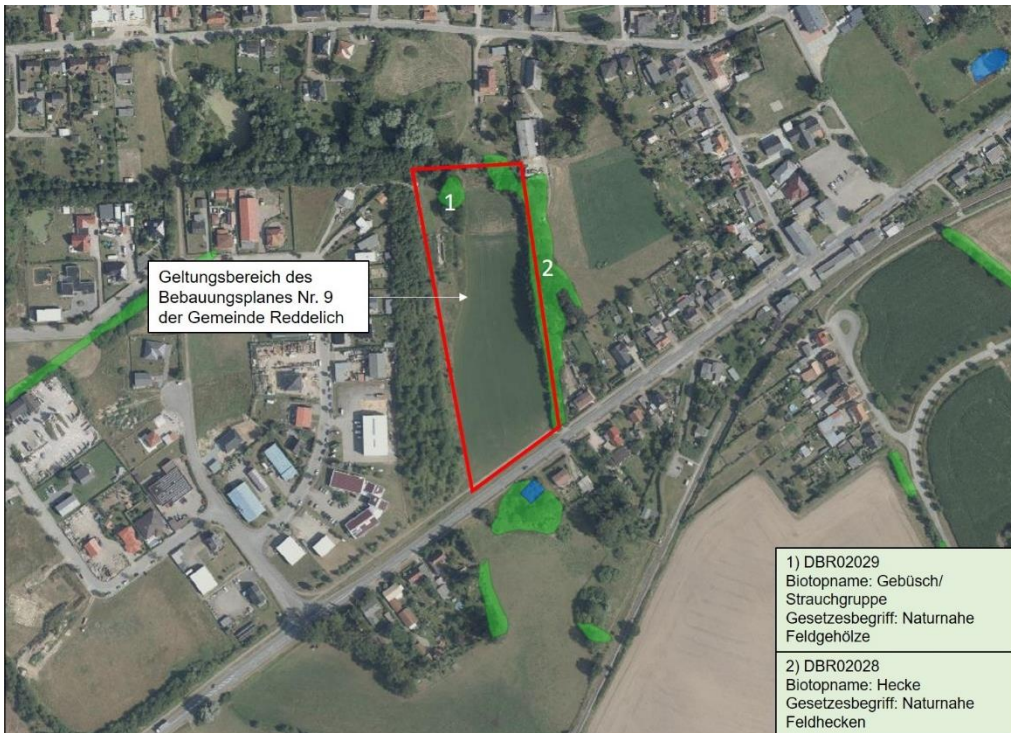 1
2
Geltungsbereich des
Bebauungsplanes Nr. 9
der Gemeinde Reddelich
1) DBR02029
Biotopname: Gebüsch/
Strauchgruppe
Gesetzesbegriff: Naturnahe
Feldgehölze
2) DBR02028
Biotopname: Hecke
Gesetzesbegriff: Naturnahe
Feldhecken